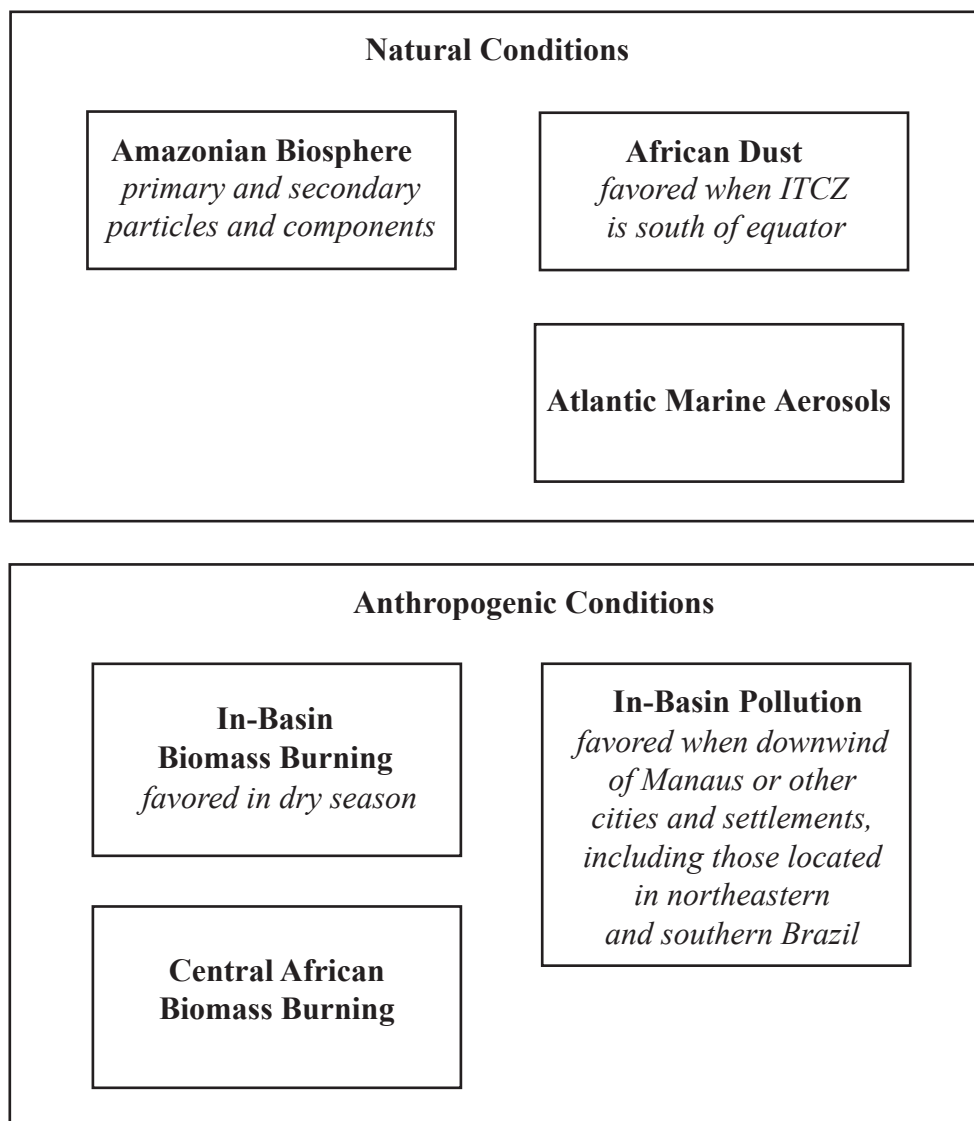 Natural Conditions
Amazonian Biosphere
primary and secondary
particles and components
African Dust
favored when ITCZ
is south of equator
Atlantic Marine Aerosols
Anthropogenic Conditions
In-Basin
Biomass Burning
favored in dry season
Central African
Biomass Burning
In-Basin Pollution
favored when downwind
of Manaus or other
cities and settlements,
including those located
in northeastern
and southern Brazil